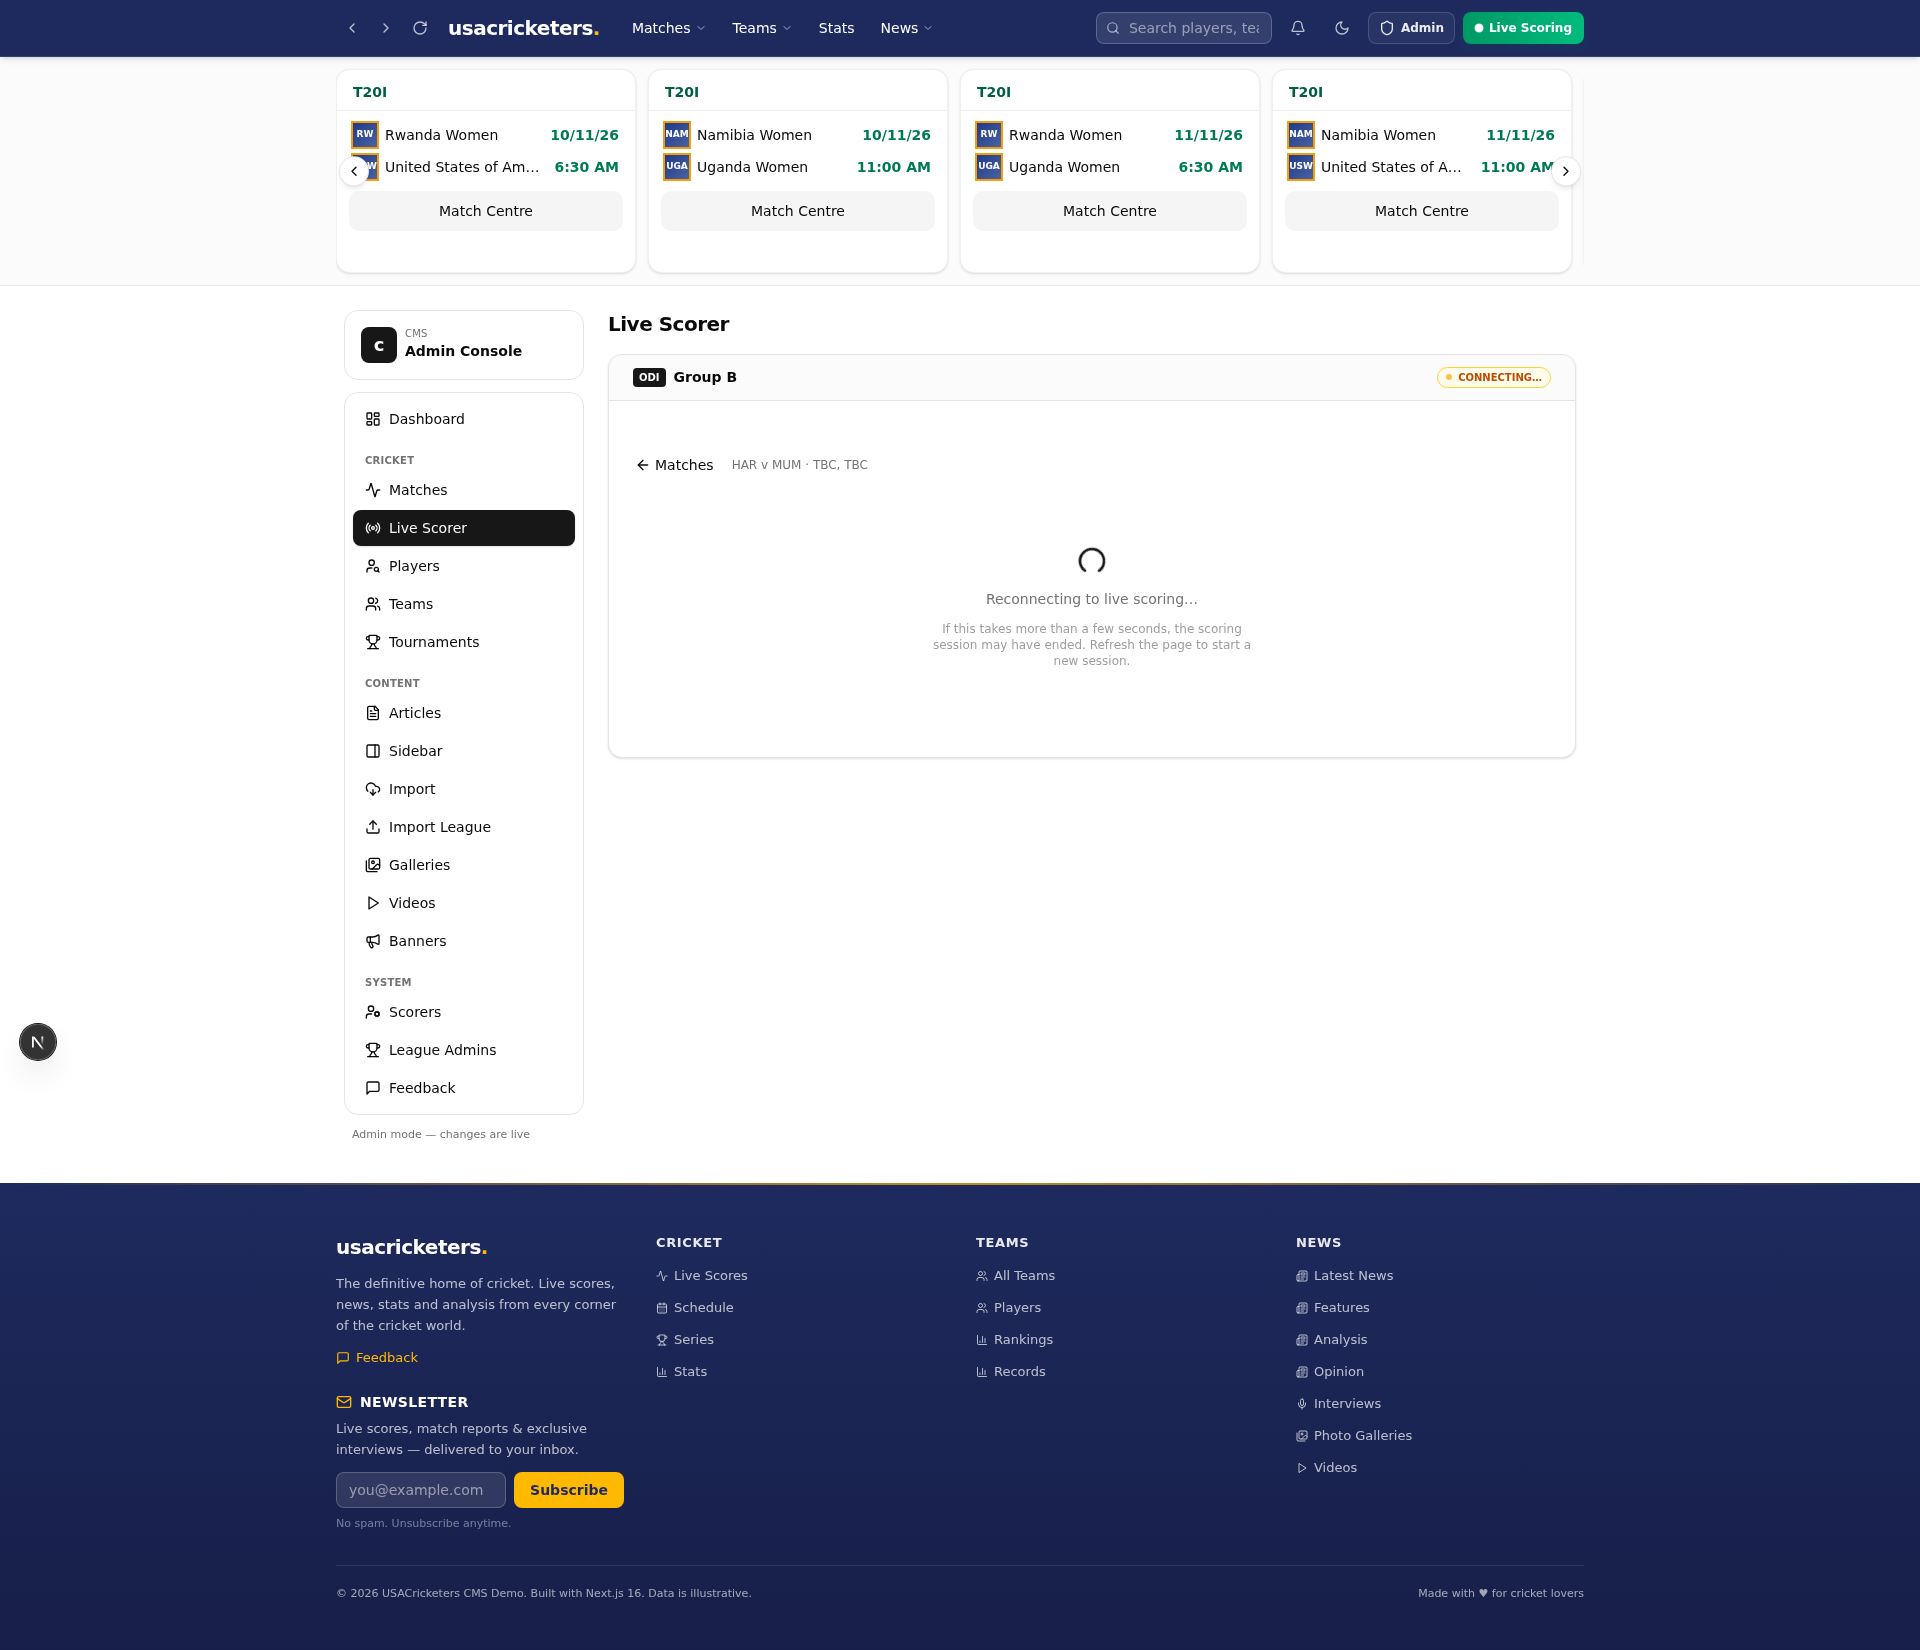 usacricketers.
Matches
Teams
Stats
News
Search players, tea
Admin
Live Scoring
T20I
RW Rwanda Women 10/11/26
United States of Am… 6:30 AM
Match Centre
T20I
NAM Namibia Women 10/11/26
UGA Uganda Women 11:00 AM
Match Centre
T20I
RW Rwanda Women 11/11/26
UGA Uganda Women 6:30 AM
Match Centre
T20I
NAM Namibia Women 11/11/26
USW United States of A… 11:00 AM
Match Centre
C
CMS
Admin Console
Dashboard
CRICKET
Matches
Live Scorer
Players
Teams
Tournaments
CONTENT
Articles
Sidebar
Import
Import League
Galleries
Videos
Banners
SYSTEM
Scorers
League Admins
Feedback
Admin mode — changes are live
Live Scorer
ODI Group B
CONNECTING…
Matches HAR v MUM · TBC, TBC
Reconnecting to live scoring…
If this takes more than a few seconds, the scoring
session may have ended. Refresh the page to start a
new session.
N
usacricketers.
The definitive home of cricket. Live scores,
news, stats and analysis from every corner
of the cricket world.
Feedback
NEWSLETTER
Live scores, match reports & exclusive
interviews — delivered to your inbox.
you@example.com
Subscribe
No spam. Unsubscribe anytime.
CRICKET
Live Scores
Schedule
Series
Stats
TEAMS
All Teams
Players
Rankings
Records
NEWS
Latest News
Features
Analysis
Opinion
Interviews
Photo Galleries
Videos
© 2026 USACricketers CMS Demo. Built with Next.js 16. Data is illustrative.
Made with ♥ for cricket lovers